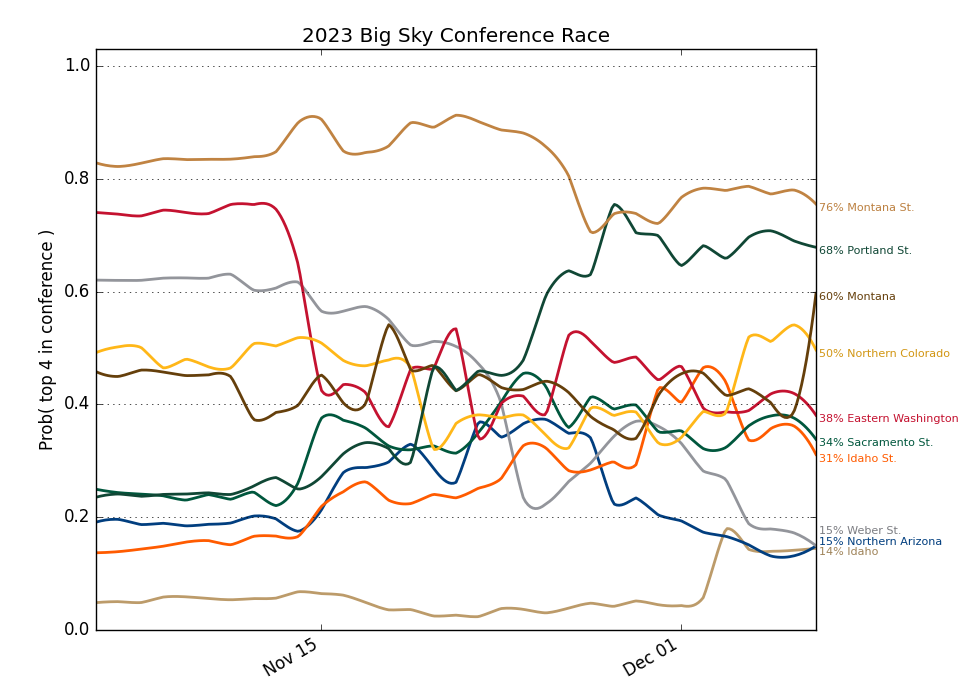 2023 Big Sky Conference Race
Prob( top 4 in conference )
1.0
0.8
0.6
0.4
0.2
0.0
Nov 15
Dec 01
76% Montana St.
68% Portland St.
60% Montana
50% Northern Colorado
38% Eastern Washington
34% Sacramento St.
31% Idaho St.
15% Weber St.
15% Northern Arizona
14% Idaho